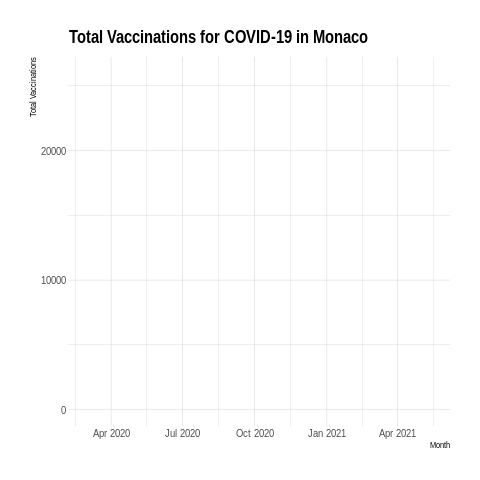 Total Vaccinations for COVID-19 in Monaco
Total Vaccinations
20000
10000
0
Apr 2020 Jul 2020 Oct 2020 Jan 2021 Apr 2021
Month